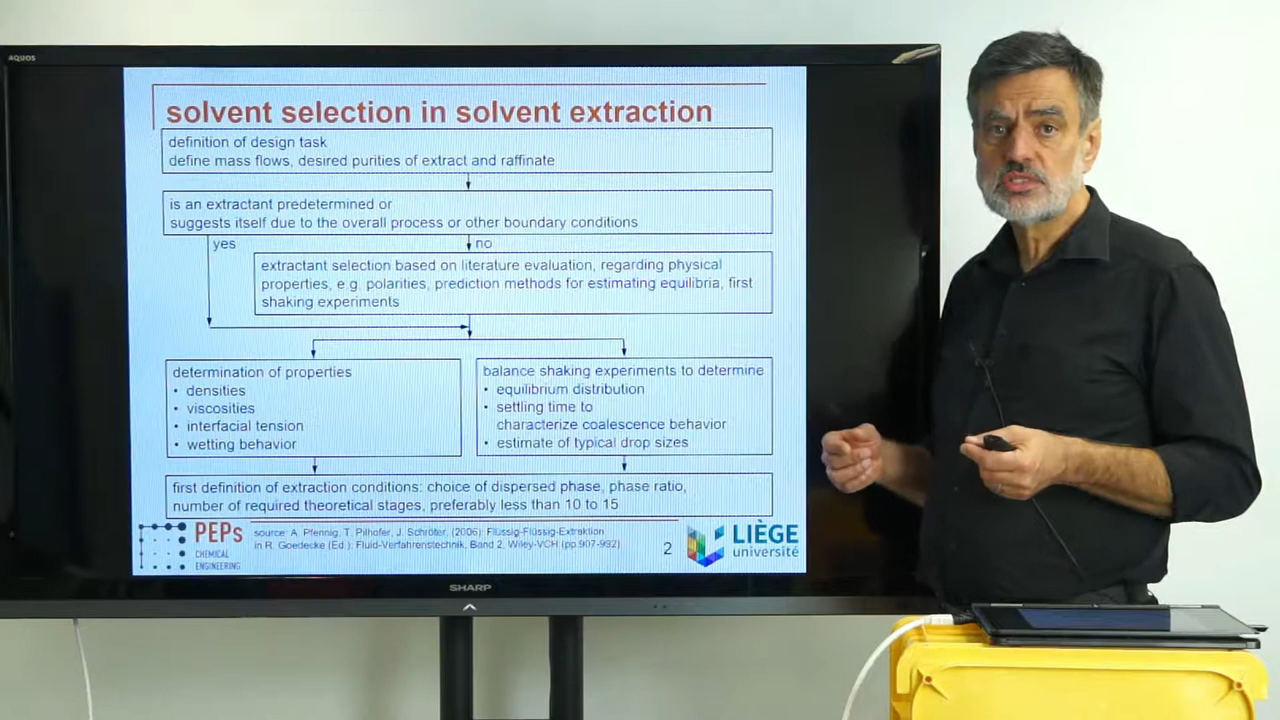 AQUOS
solvent selection in solvent extraction
definition of design task
define mass flows, desired purities of extract and raffinate
is an extractant predetermined or
suggests itself due to the overall process or other boundary conditions
yes
no
extractant selection based on literature evaluation, regarding physical
properties, e.g. polarities, prediction methods for estimating equilibria, first
shaking experiments
determination of properties
• densities
• viscosities
• interfacial tension
• wetting behavior
balance shaking experiments to determine
• equilibrium distribution
• settling time to
characterize coalescence behavior
• estimate of typical drop sizes
first definition of extraction conditions: choice of dispersed phase, phase ratio,
number of required theoretical stages, preferably less than 10 to 15
PEPs
CHEMICAL
ENGINEERING
source: A. Pfennig, T. Pilhofer, J. Schröter, (2006): Flüssig-Flüssig-Extraktion
in R. Goedecke (Ed.): Fluid-Verfahrenstechnik, Band 2, Wiley-VCH (pp.907-992)
2
LIÈGE
université
SHARP